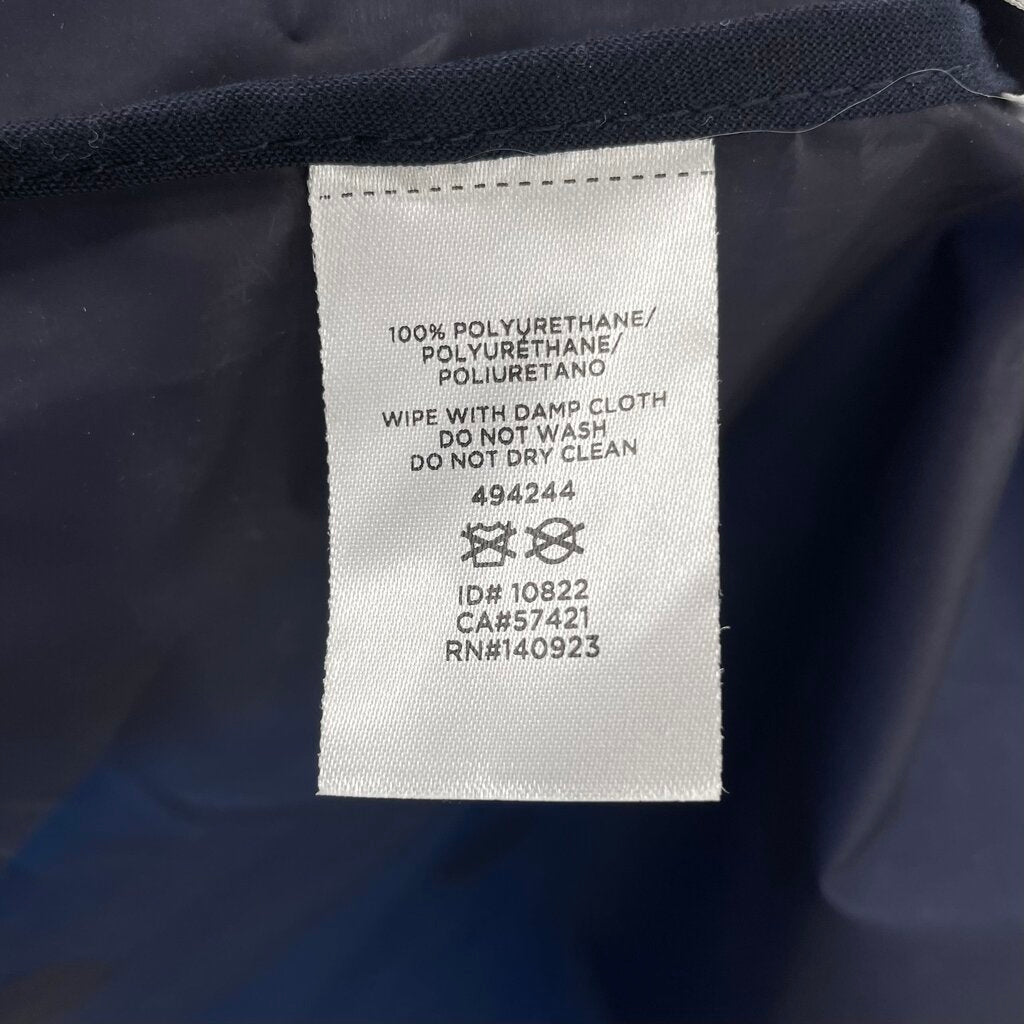 100% POLYURETHANE/
POLYURÉTHANE/
POLIURETANO
WIPE WITH DAMP CLOTH
DO NOT WASH
DO NOT DRY CLEAN
494244
ID# 10822
CA#57421
RN#140923